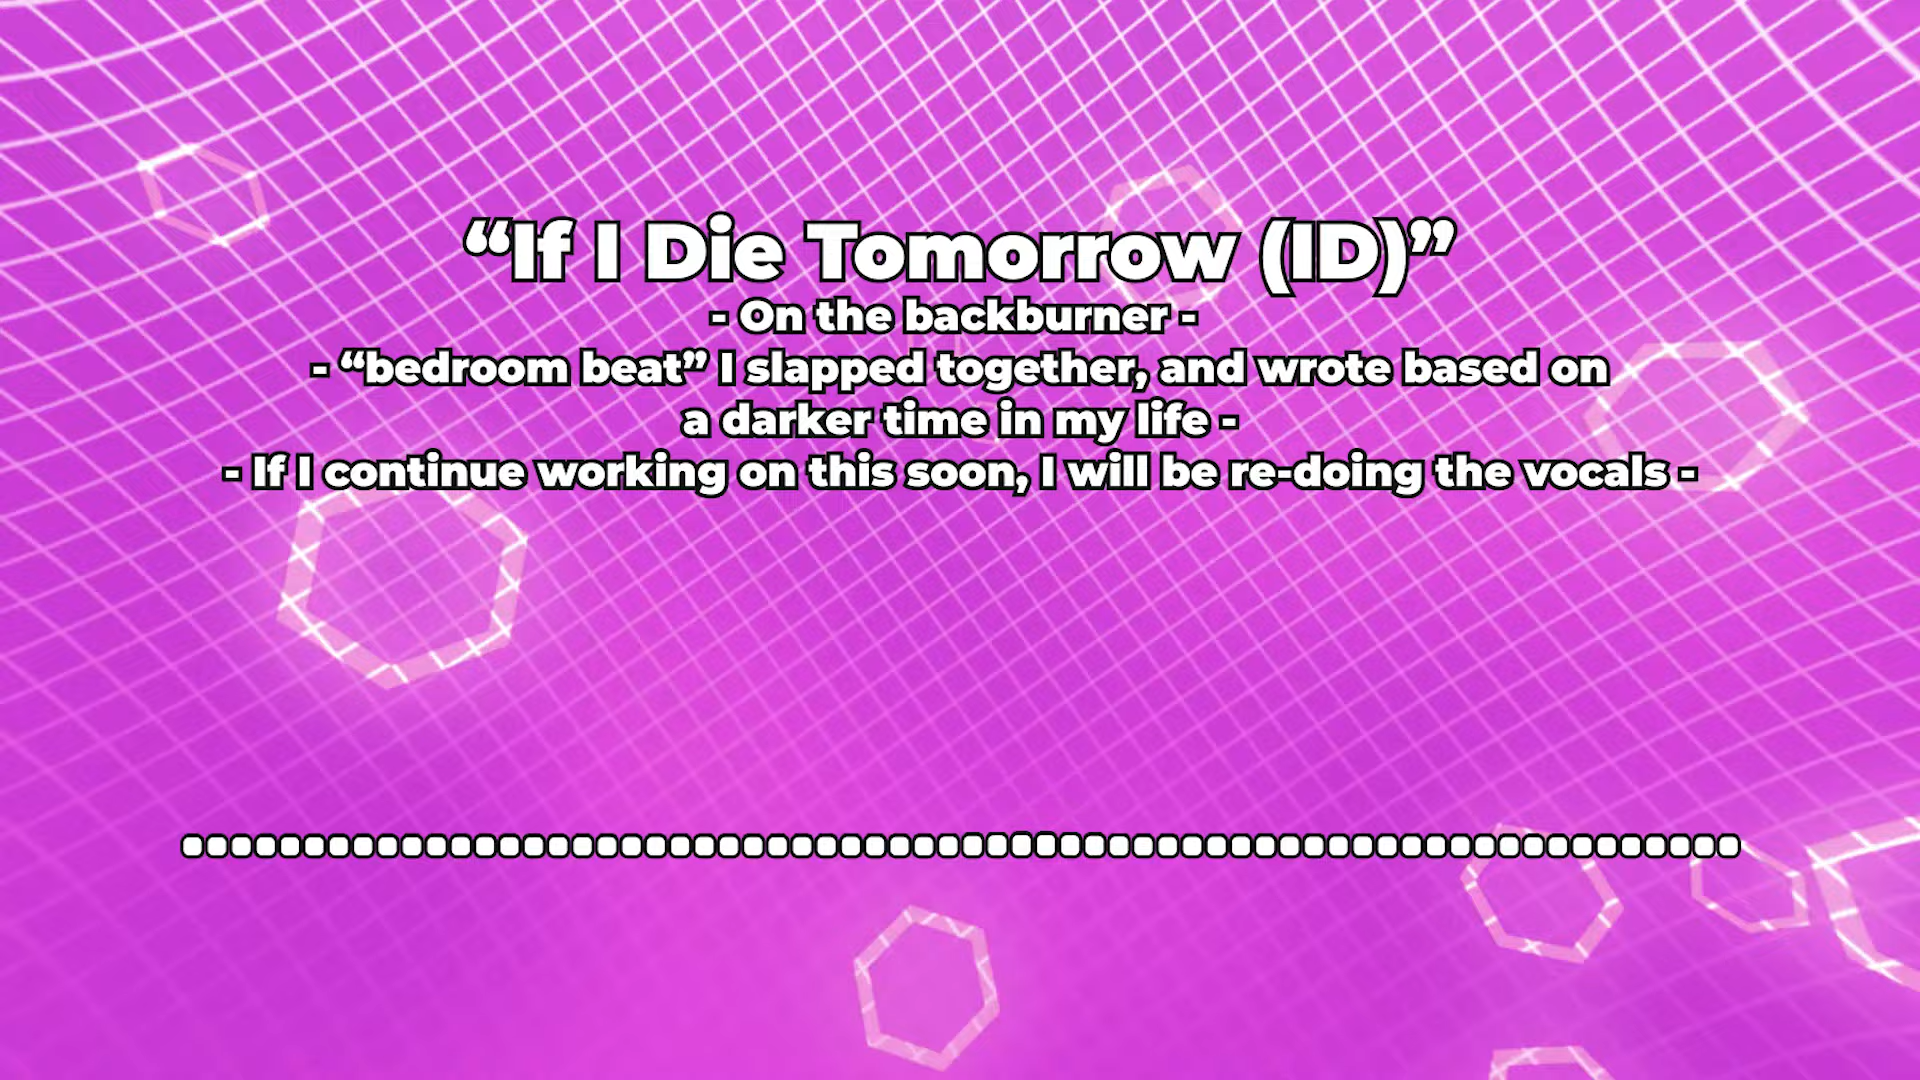 “If I Die Tomorrow (ID)”
- On the backburner -
- “bedroom beat” I slapped together, and wrote based on
a darker time in my life -
- If I continue working on this soon, I will be re-doing the vocals -